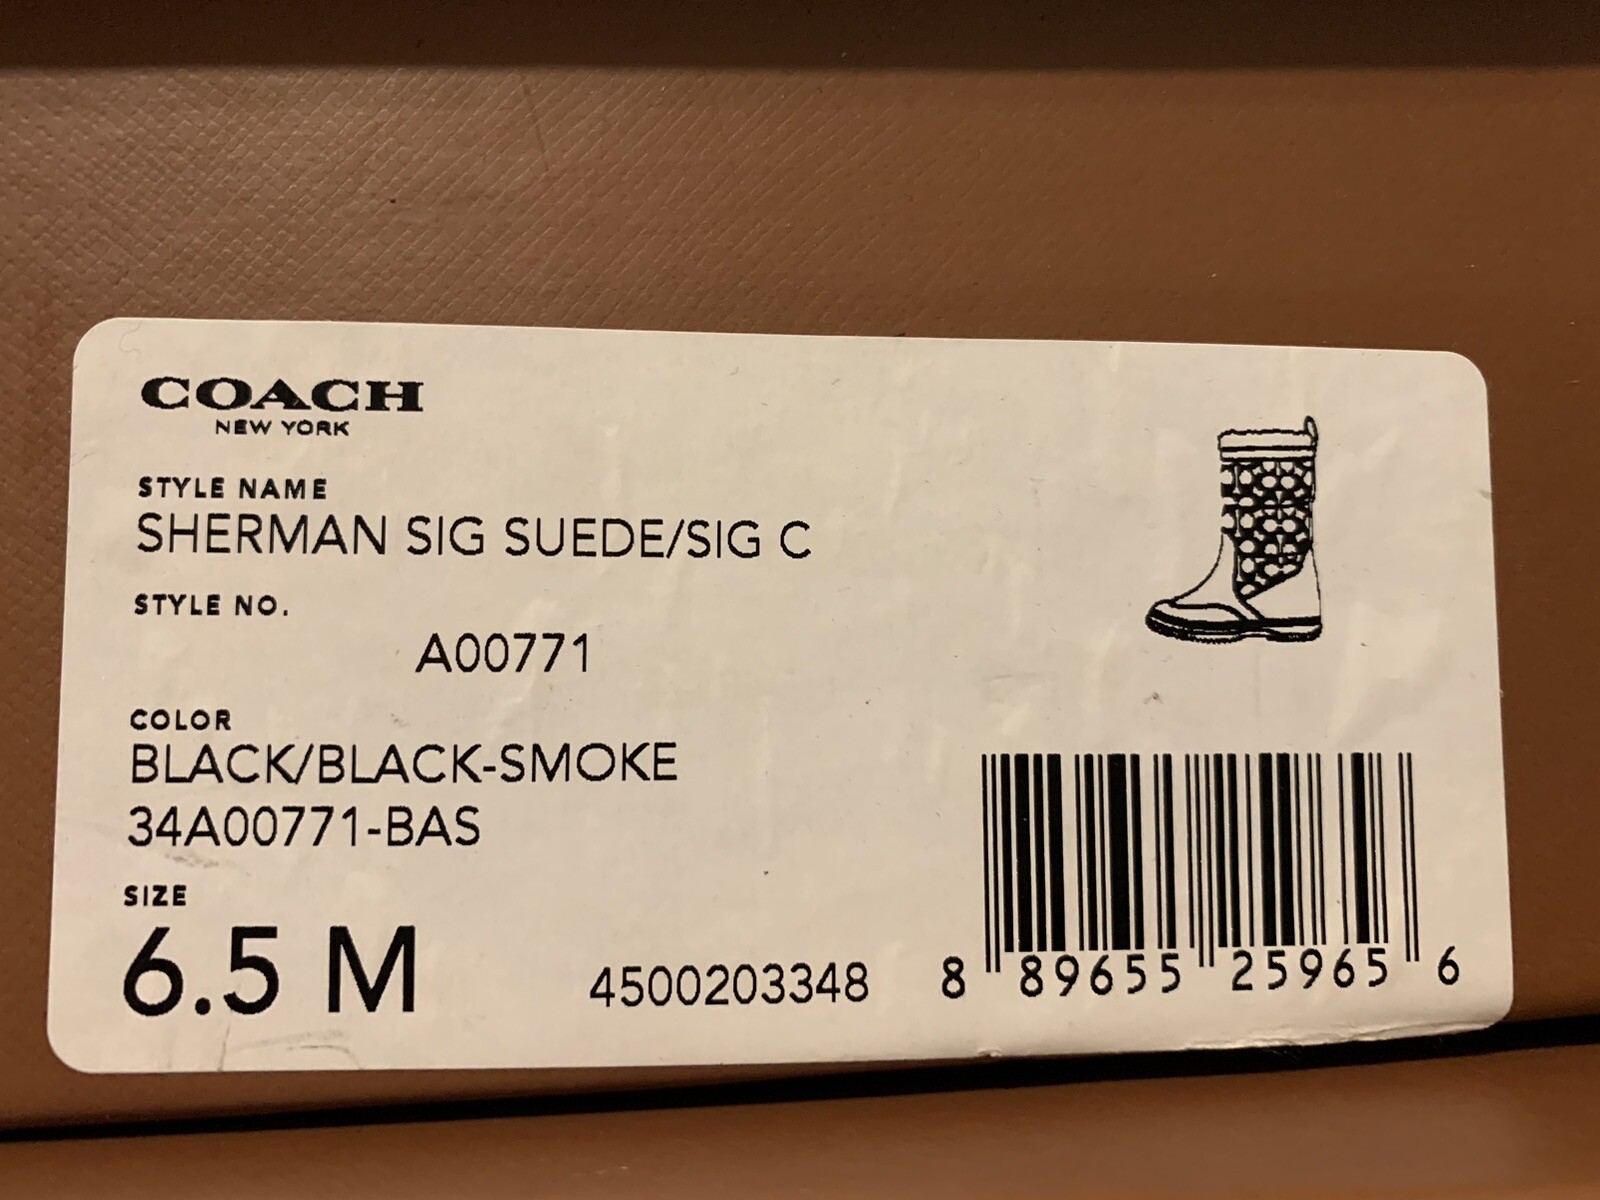 COACH
NEW YORK
STYLE NAME
SHERMAN SIG SUEDE/SIG C
STYLE NO.
A00771
COLOR
BLACK/BLACK-SMOKE
34A00771-BAS
SIZE
6.5 M
4500203348
8 89655 25965 6